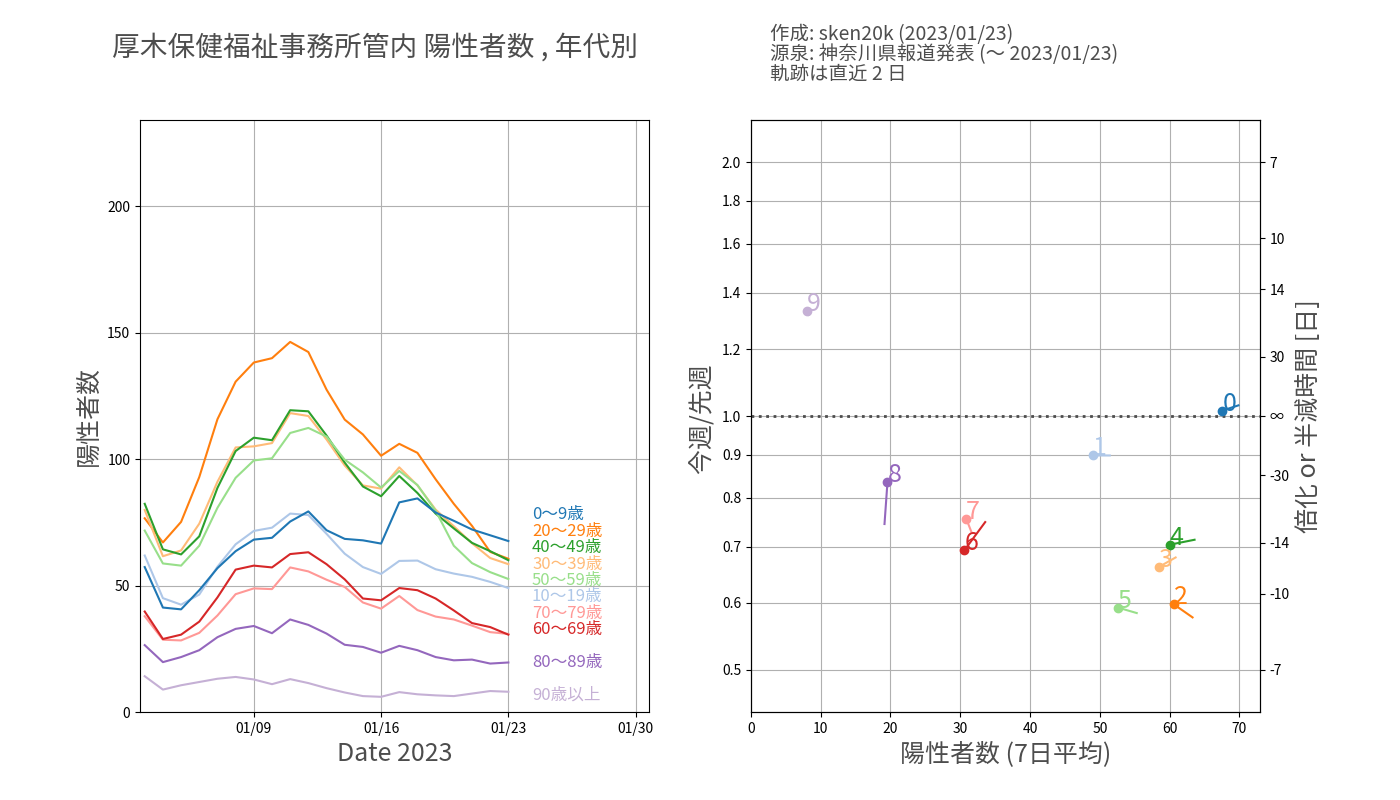 厚木保健福祉事務所管内 陽性者数 , 年代別
作成: sken20k (2023/01/23)
源泉: 神奈川県報道発表 (～ 2023/01/23)
軌跡は直近 2 日
陽性者数
200
150
100
50
0
01/09
01/16
01/23
01/30
Date 2023
0～9歳
20～29歳
40～49歳
30～39歳
50～59歳
10～19歳
70～79歳
60～69歳
80～89歳
90歳以上
今週/先週
2.0
1.8
1.6
1.4
1.2
1.0
0.9
0.8
0.7
0.6
0.5
9
0
1
8
7
6
4
3
5
2
0
10
20
30
40
50
60
70
陽性者数 (7日平均)
7
10
14
30
∞
-30
-14
-10
-7
倍化 or 半減時間 [日]